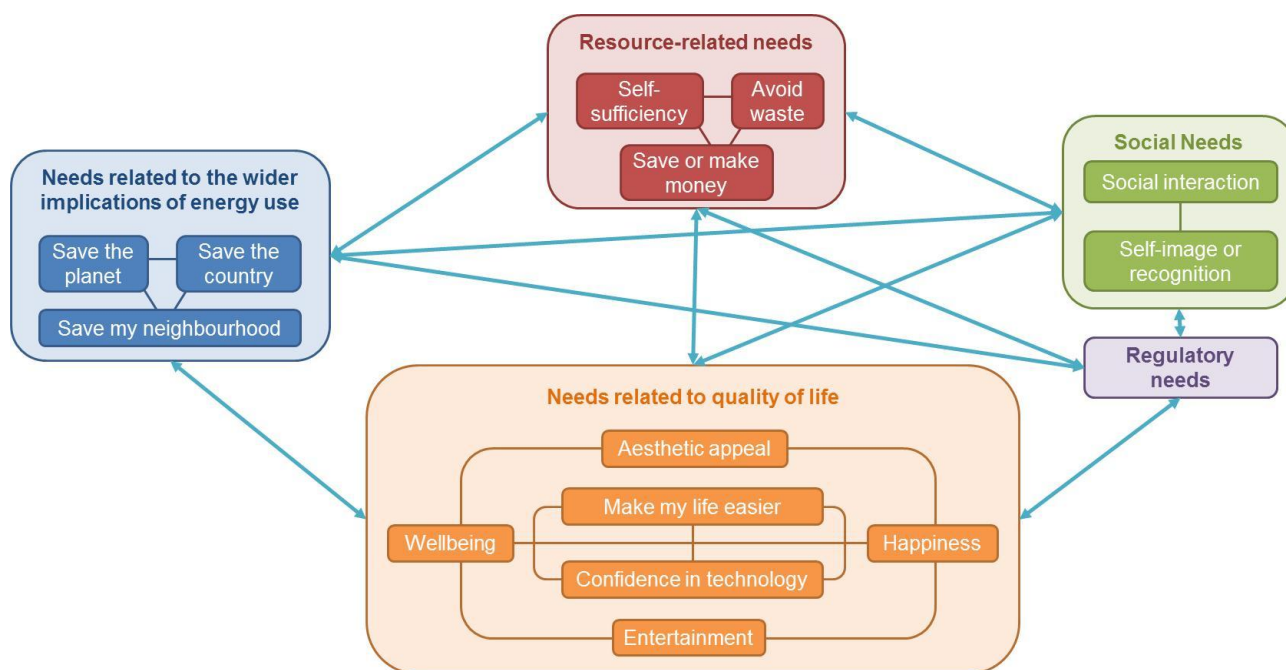 Resource-related needs
Self-
sufficiency
Avoid
waste
Save or make
money
Social Needs
Social interaction
Self-image or
recognition
Needs related to the wider
implications of energy use
Save the
planet
Save the
country
Save my neighbourhood
Regulatory
needs
Needs related to quality of life
Aesthetic appeal
Make my life easier
Wellbeing
Happiness
Confidence in technology
Entertainment